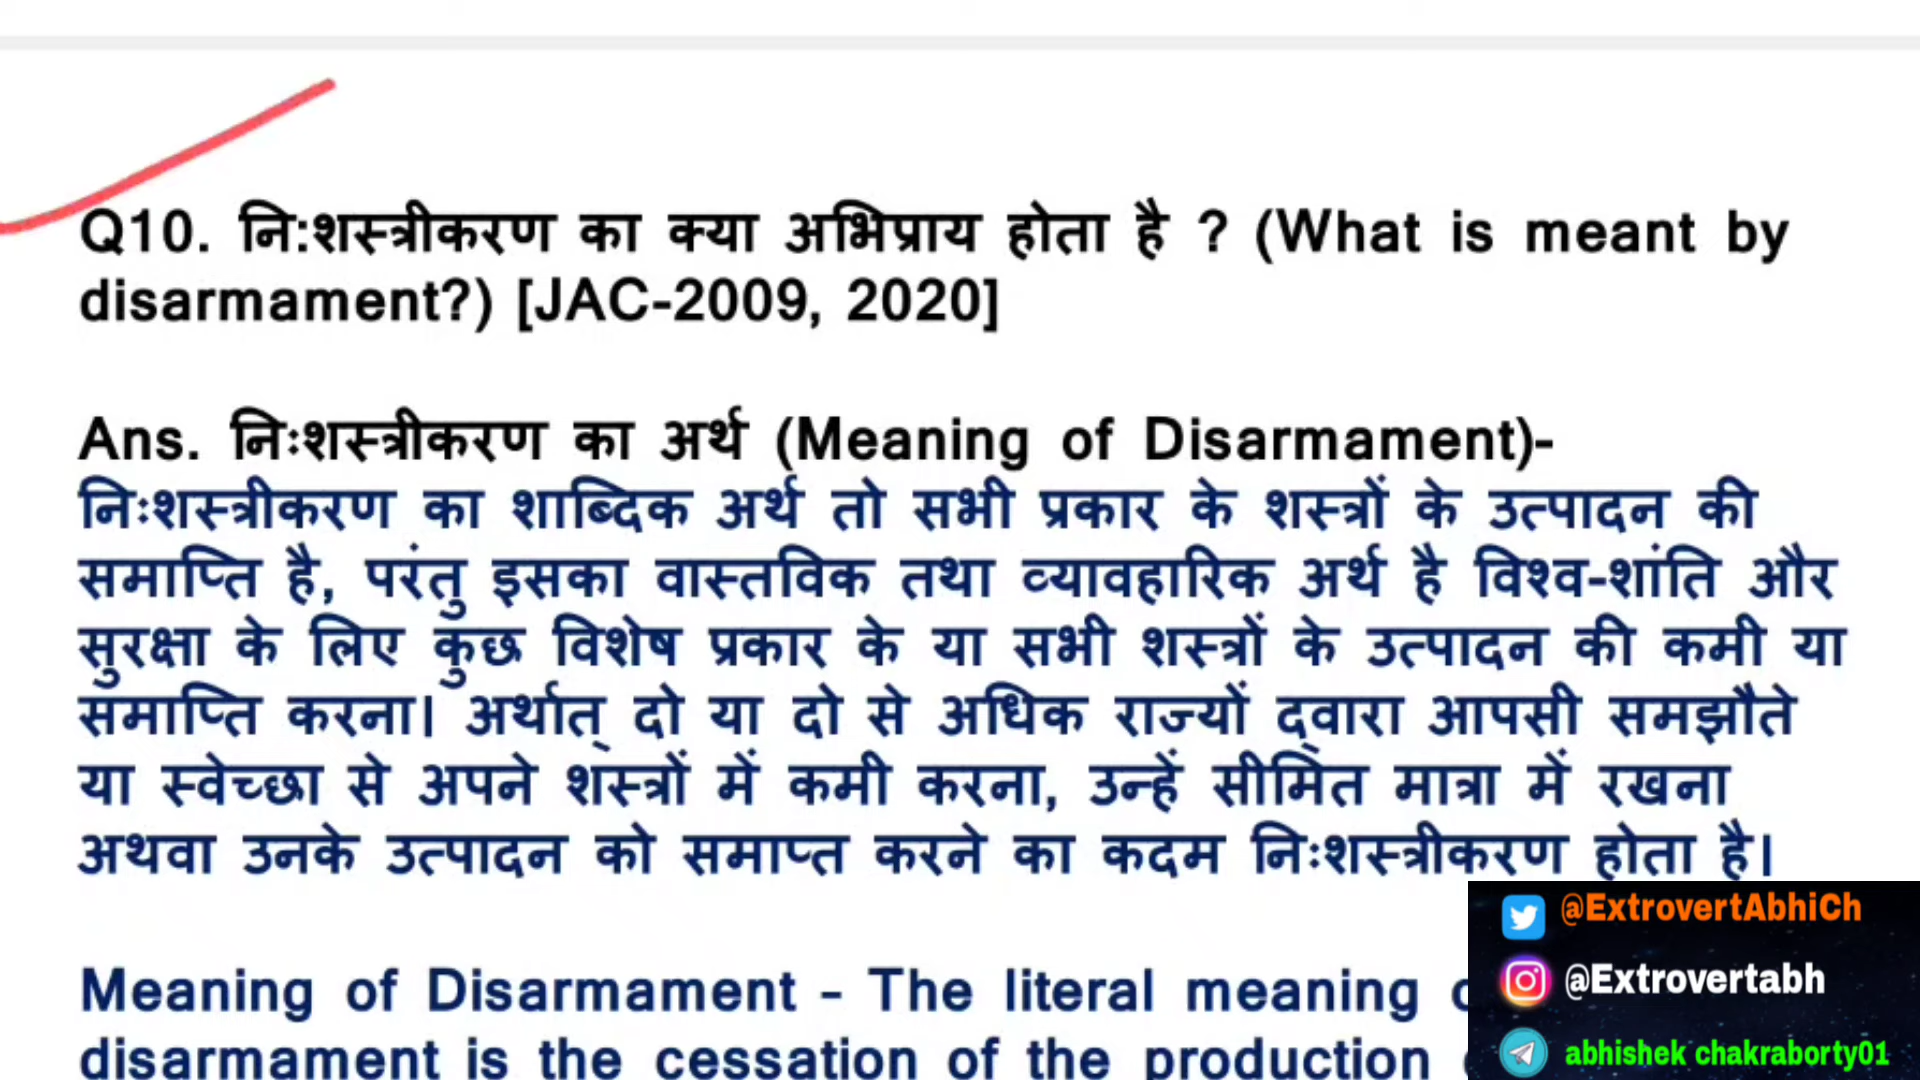 Q10. नि:शस्त्रीकरण का क्या अभिप्राय होता है ? (What is meant by
disarmament?) [JAC-2009, 2020]
Ans. निःशस्त्रीकरण का अर्थ (Meaning of Disarmament)-
निःशस्त्रीकरण का शाब्दिक अर्थ तो सभी प्रकार के शस्त्रों के उत्पादन की
समाप्ति है, परंतु इसका वास्तविक तथा व्यावहारिक अर्थ है विश्व-शांति और
सुरक्षा के लिए कुछ विशेष प्रकार के या सभी शस्त्रों के उत्पादन की कमी या
समाप्ति करना। अर्थात् दो या दो से अधिक राज्यों द्वारा आपसी समझौते
या स्वेच्छा से अपने शस्त्रों में कमी करना, उन्हें सीमित मात्रा में रखना
अथवा उनके उत्पादन को समाप्त करने का कदम निःशस्त्रीकरण होता है।
Meaning of Disarmament – The literal meaning
disarmament is the cessation of the production
@ExtrovertAbhiCh
@Extrovertabh
abhishek chakraborty01